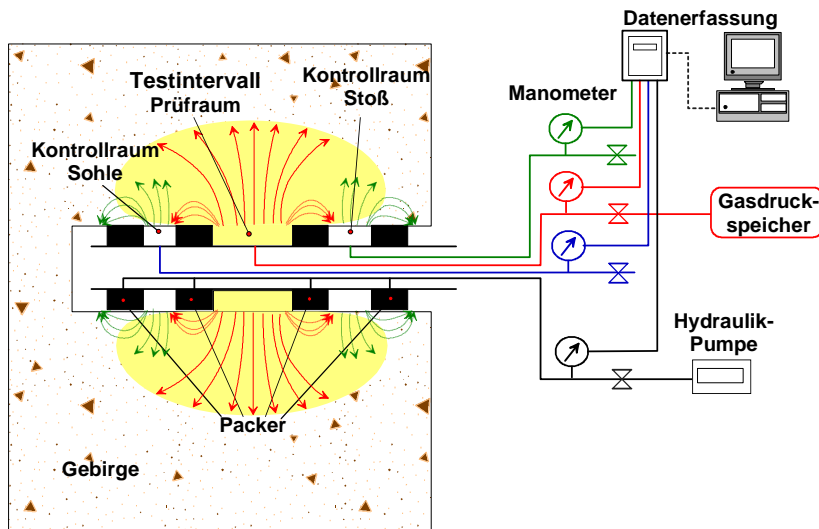 Datenerfassung
Testintervall
Prüfraum
Kontrollraum
Stoß
Manometer
Kontrollraum
Sohle
Gasdruck-
speicher
Hydraulik-
Pumpe
Packer
Gebirge